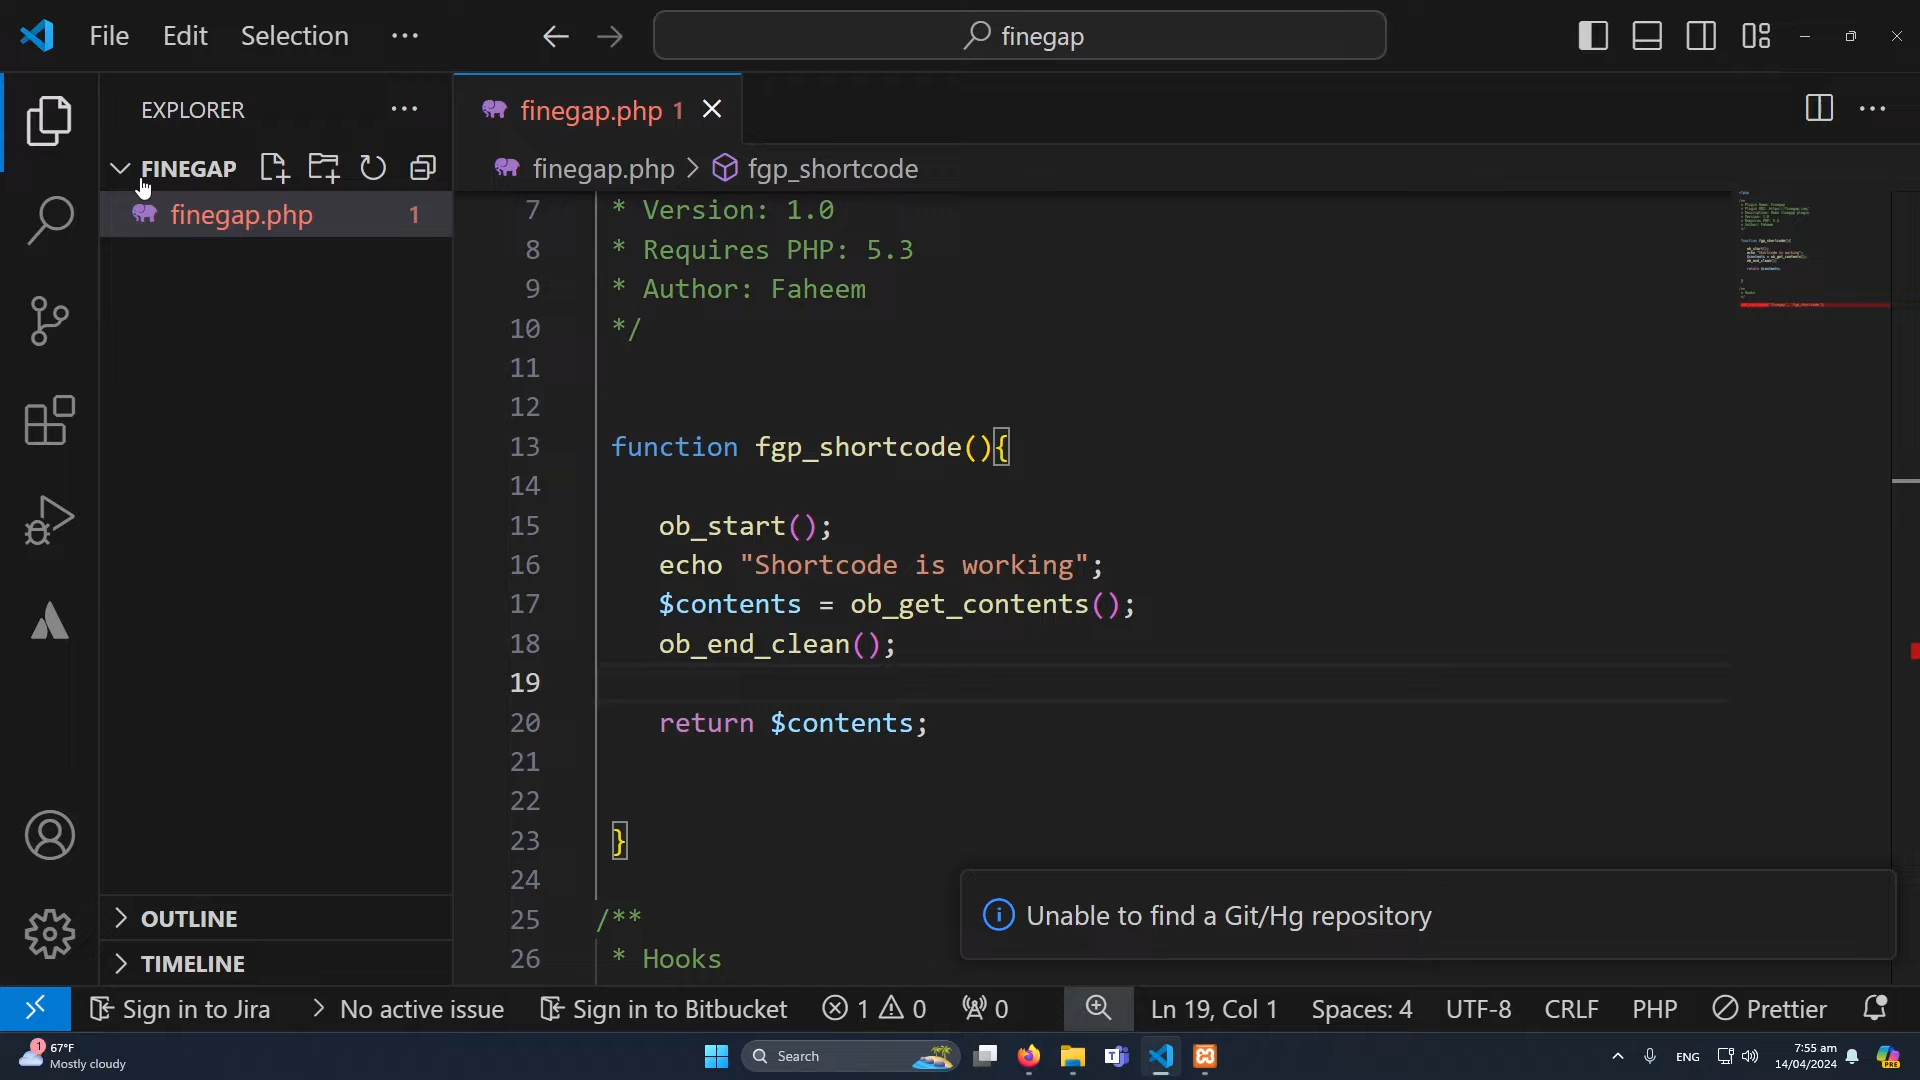 File Edit Selection ··· finegap
EXPLORER ···
finegap.php 1
FINEGAP
finegap.php > fgp_shortcode
finegap.php 1
7 * Version: 1.0
8 * Requires PHP: 5.3
9 * Author: Faheem
10 */
11
12
13 function fgp_shortcode(){
14
15 ob_start();
16 echo "Shortcode is working";
17 $contents = ob_get_contents();
18 ob_end_clean();
19
20 return $contents;
21
22
23 }
24
25 /**
26 * Hooks
Unable to find a Git/Hg repository
OUTLINE
TIMELINE
Sign in to Jira > No active issue Sign in to Bitbucket 1 0 0 Ln 19, Col 1 Spaces: 4 UTF-8 CRLF PHP Prettier
1 67°F
Mostly cloudy
Search
ENG
7:55 am
14/04/2024
PRE